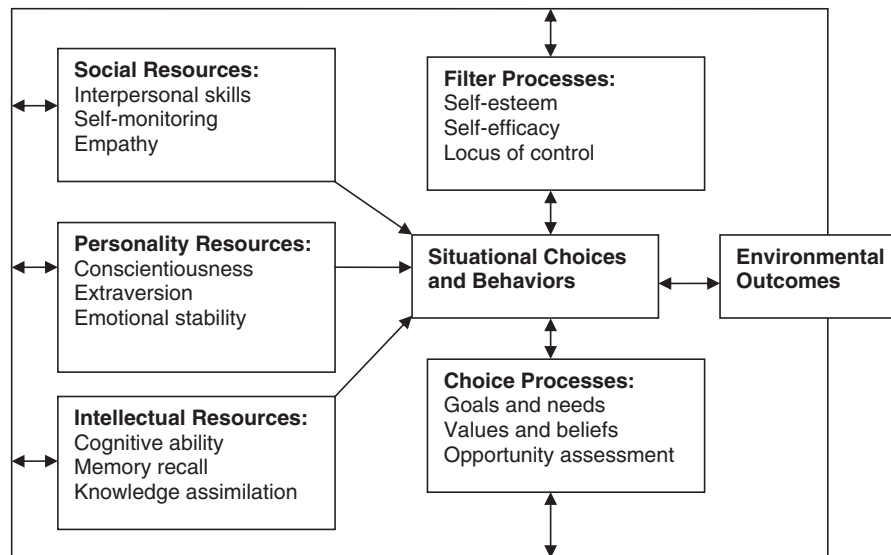 Social Resources:
Interpersonal skills
Self-monitoring
Empathy
Filter Processes:
Self-esteem
Self-efficacy
Locus of control
Personality Resources:
Conscientiousness
Extraversion
Emotional stability
Situational Choices
and Behaviors
Environmental
Outcomes
Intellectual Resources:
Cognitive ability
Memory recall
Knowledge assimilation
Choice Processes:
Goals and needs
Values and beliefs
Opportunity assessment